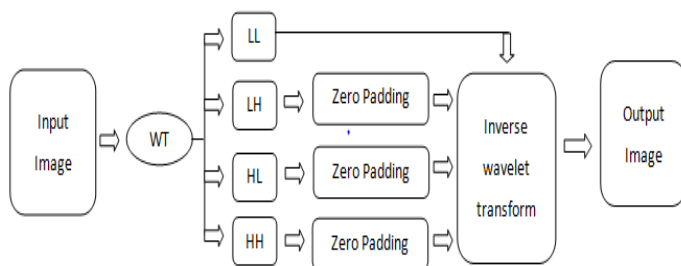 Input
Image
WT
LL
LH
HL
HH
Zero Padding
Zero Padding
Zero Padding
Inverse
wavelet
transform
Output
Image